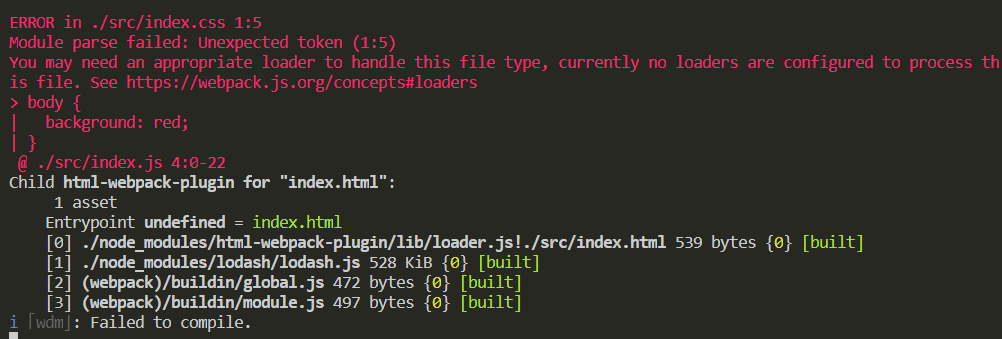 ERROR in ./src/index.css 1:5
Module parse failed: Unexpected token (1:5)
You may need an appropriate loader to handle this file type, currently no loaders are configured to process th
is file. See https://webpack.js.org/concepts#loaders
> body {
|   background: red;
| }
 @ ./src/index.js 4:0-22
Child html-webpack-plugin for "index.html":
     1 asset
    Entrypoint undefined = index.html
    [0] ./node_modules/html-webpack-plugin/lib/loader.js!./src/index.html 539 bytes {0} [built]
    [1] ./node_modules/lodash/lodash.js 528 KiB {0} [built]
    [2] (webpack)/buildin/global.js 472 bytes {0} [built]
    [3] (webpack)/buildin/module.js 497 bytes {0} [built]
i ｢wdm｣: Failed to compile.